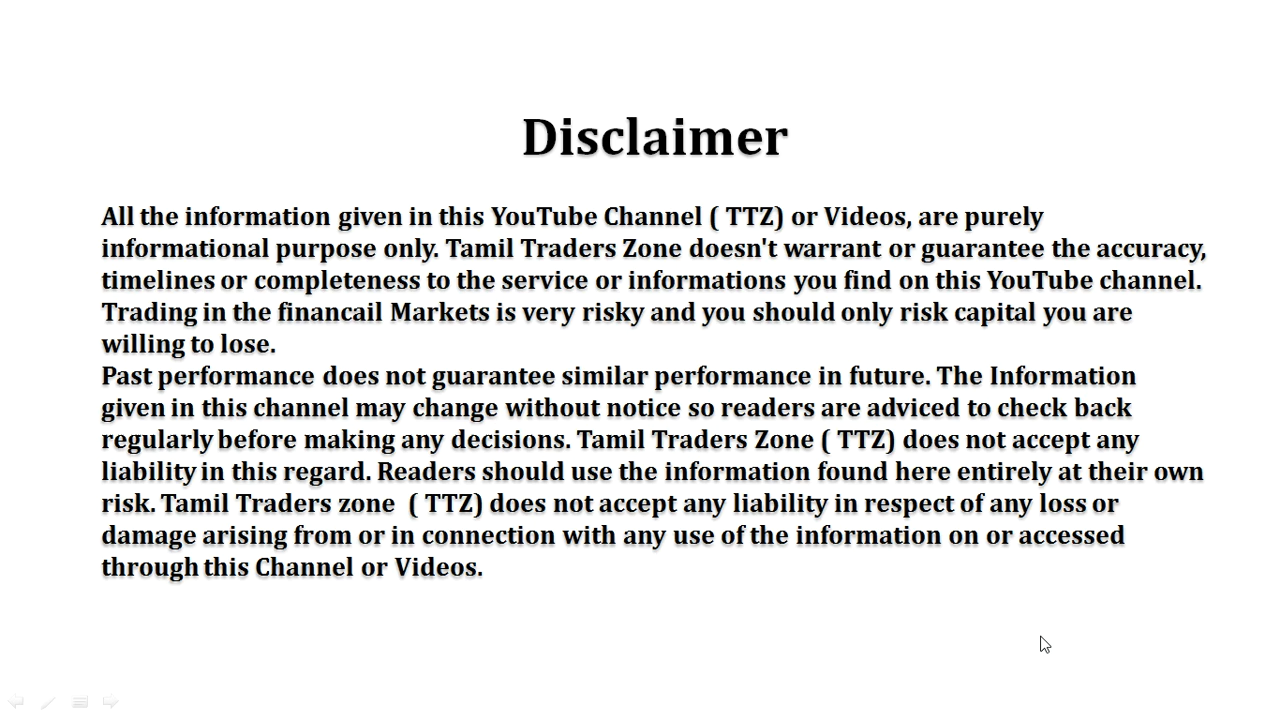 Disclaimer
All the information given in this YouTube Channel ( TTZ) or Videos, are purely
informational purpose only. Tamil Traders Zone doesn't warrant or guarantee the accuracy,
timelines or completeness to the service or informations you find on this YouTube channel.
Trading in the financail Markets is very risky and you should only risk capital you are
willing to lose.
Past performance does not guarantee similar performance in future. The Information
given in this channel may change without notice so readers are adviced to check back
regularly before making any decisions. Tamil Traders Zone ( TTZ) does not accept any
liability in this regard. Readers should use the information found here entirely at their own
risk. Tamil Traders zone  ( TTZ) does not accept any liability in respect of any loss or
damage arising from or in connection with any use of the information on or accessed
through this Channel or Videos.